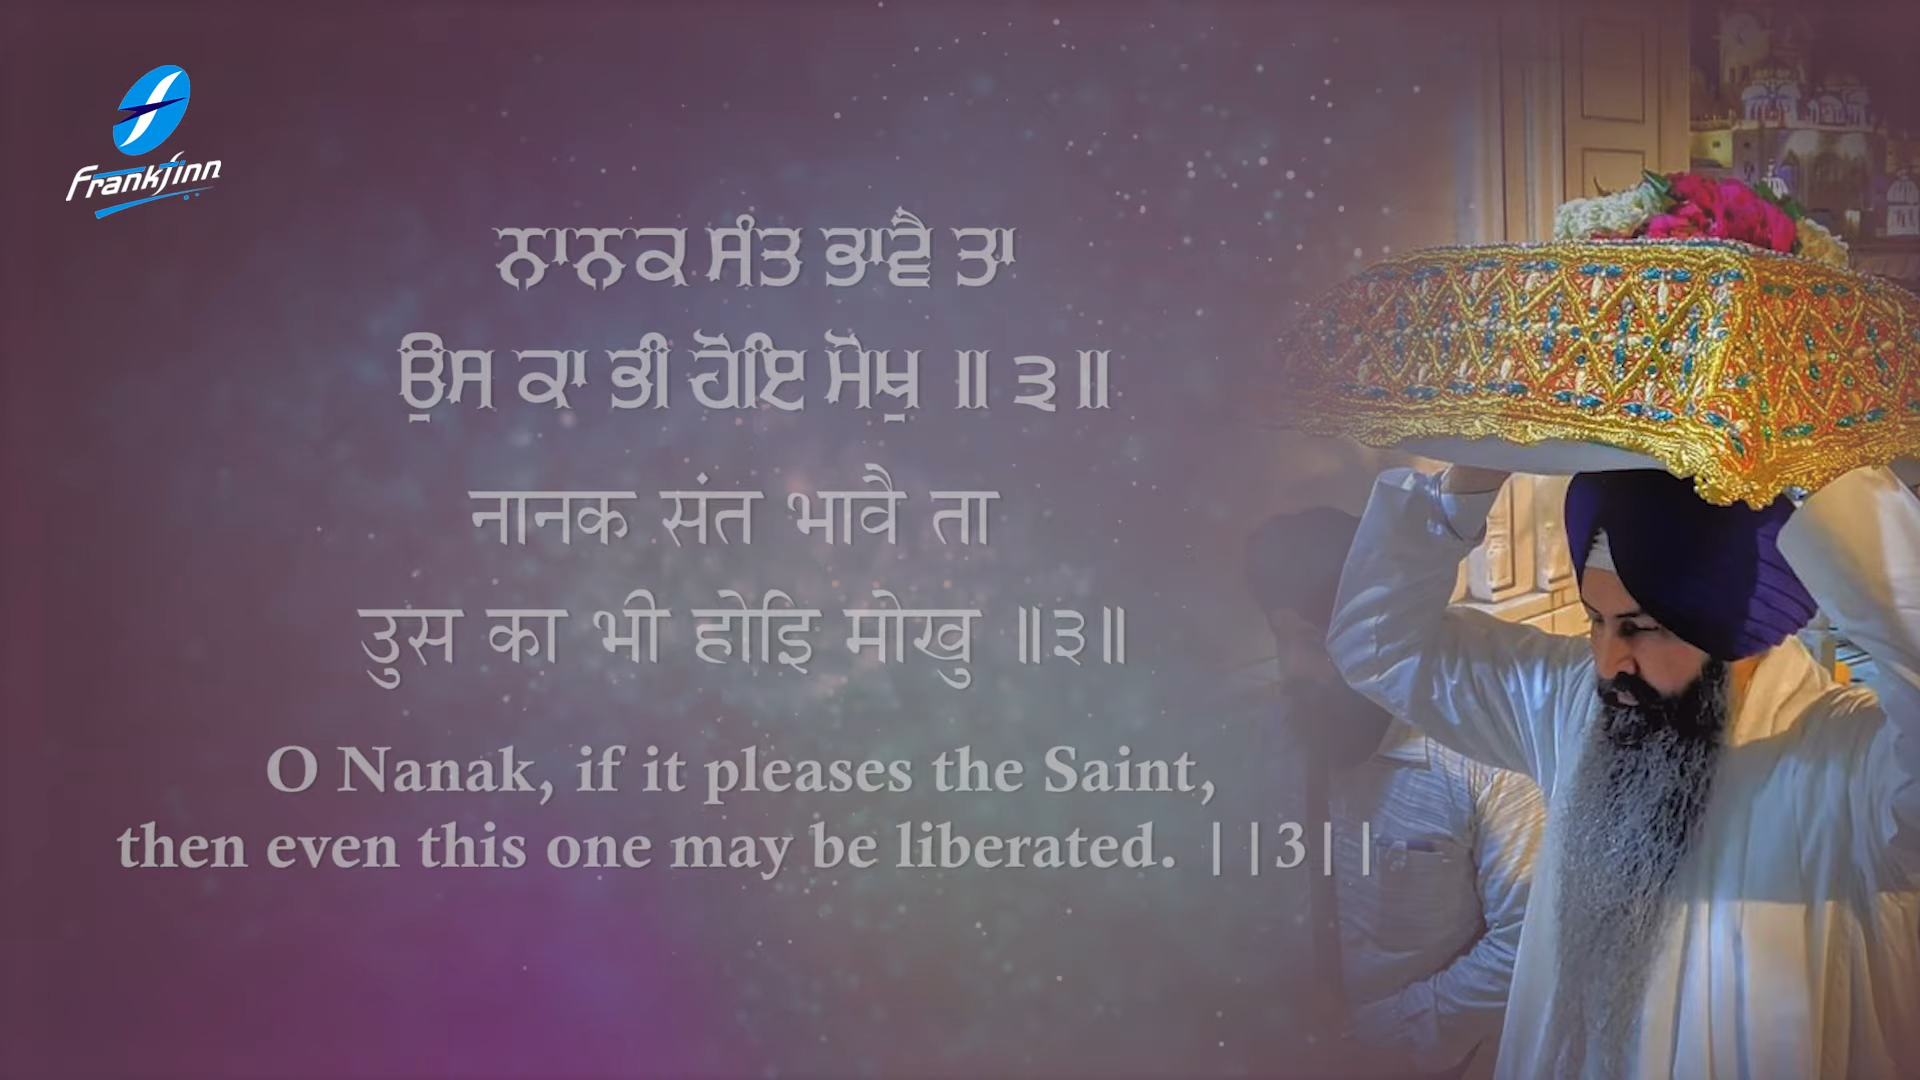 Frankfinn
ਨਾਨਕ ਸੰਤ ਭਾਵੈ ਤਾ
ਉਸ ਕਾ ਭੀ ਹੋਇ ਮੋਖੁ ॥ ੩ ॥
नानक संत भावै ता
उस का भी होइ मोखु ॥३॥
O Nanak, if it pleases the Saint,
then even this one may be liberated. ||3||